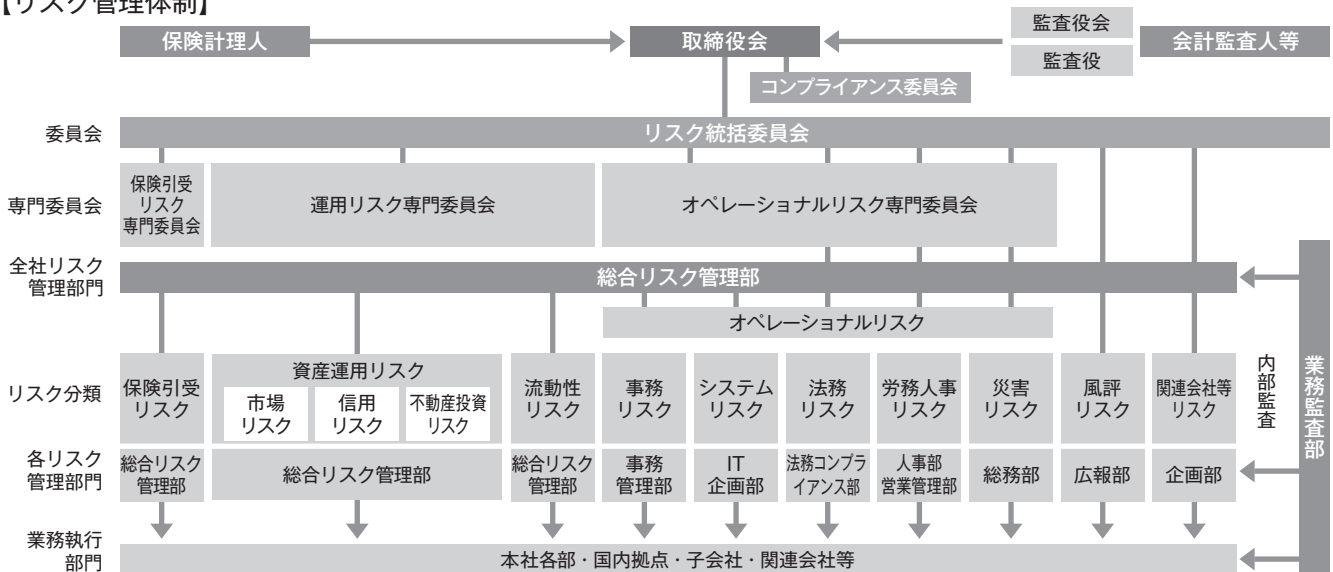 【リスク管理体制】
保険計理人
取締役会
監査役会
監査役
会計監査人等
コンプライアンス委員会
委員会
リスク統括委員会
専門委員会
保険引受
リスク
専門委員会
運用リスク専門委員会
オペレーショナルリスク専門委員会
全社リスク
管理部門
総合リスク管理部
オペレーショナルリスク
リスク分類
保険引受
リスク
資産運用リスク
市場
リスク
信用
リスク
不動産投資
リスク
流動性
リスク
事務
リスク
システム
リスク
法務
リスク
労務人事
リスク
災害
リスク
風評
リスク
関連会社等
リスク
内部監査
業務監査部
各リスク
管理部門
総合リスク
管理部
総合リスク管理部
総合リスク
管理部
事務
管理部
IT
企画部
法務コンプラ
イアンス部
人事部
営業管理部
総務部
広報部
企画部
業務執行
部門
本社各部・国内拠点・子会社・関連会社等